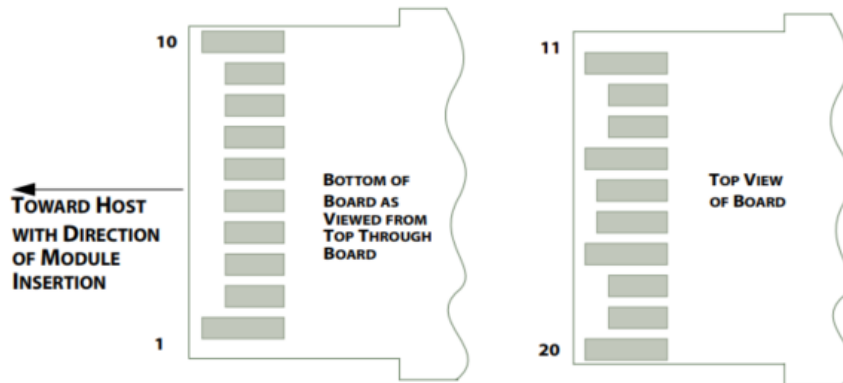 10
BOTTOM OF
BOARD AS
VIEWED FROM
TOP THROUGH
BOARD
TOWARD HOST
WITH DIRECTION
OF MODULE
INSERTION
1
11
TOP VIEW
OF BOARD
20